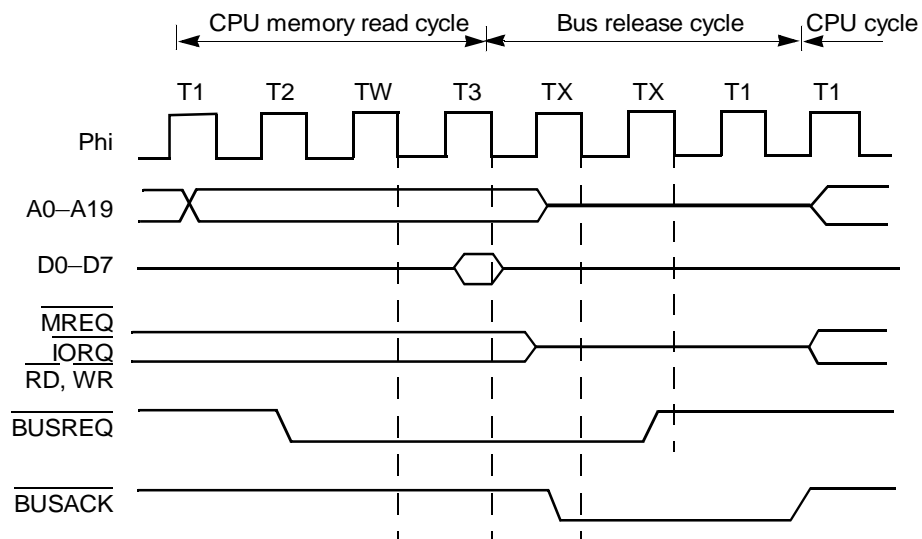 CPU memory read cycle Bus release cycle CPU cycle
T1 T2 TW T3 TX TX T1 T1
Phi
A0–A19
D0–D7
MREQ
IORQ
RD, WR
BUSREQ
BUSACK